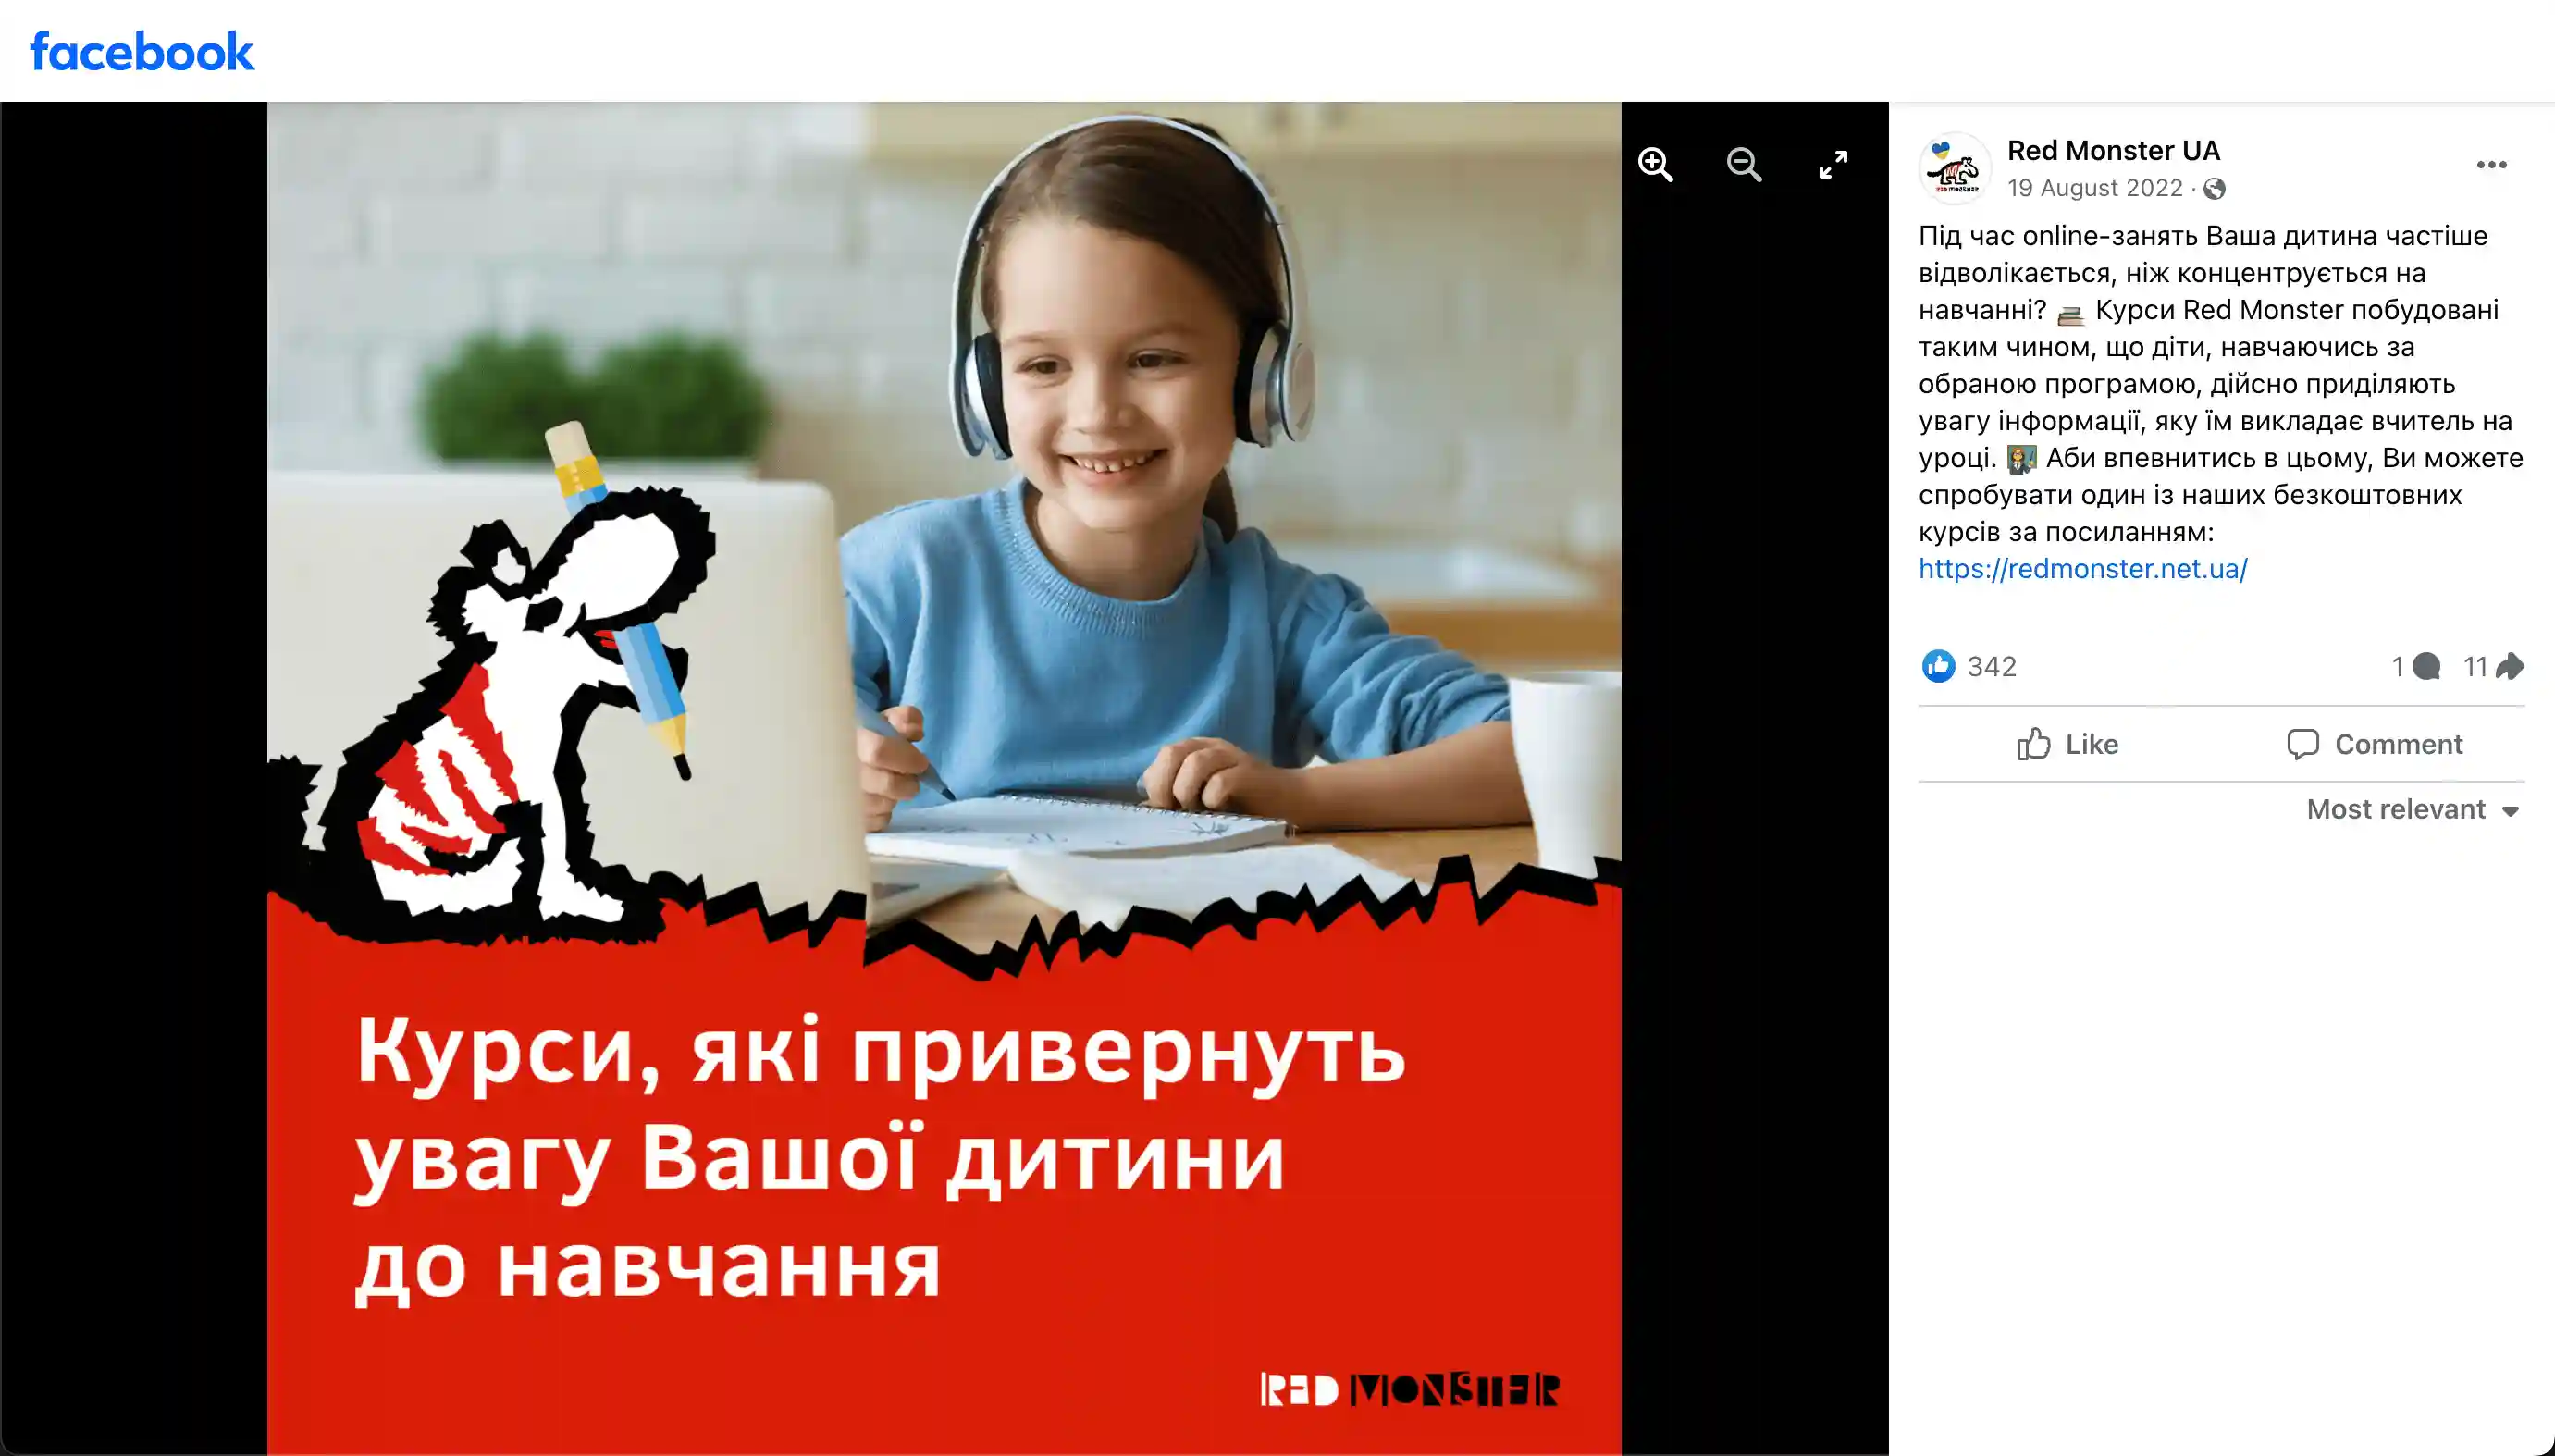 facebook
Red Monster UA
19 August 2022 ·
Під час online-занять Ваша дитина частіше
відволікається, ніж концентрується на
навчанні? 📚 Курси Red Monster побудовані
таким чином, що діти, навчаючись за
обраною програмою, дійсно приділяють
увагу інформації, яку їм викладає вчитель на
уроці. 👩‍🏫 Аби впевнитись в цьому, Ви можете
спробувати один із наших безкоштовних
курсів за посиланням:
https://redmonster.net.ua/
342
1 11
Like Comment
Most relevant
Курси, які привернуть
увагу Вашої дитини
до навчання
RED MONSTER